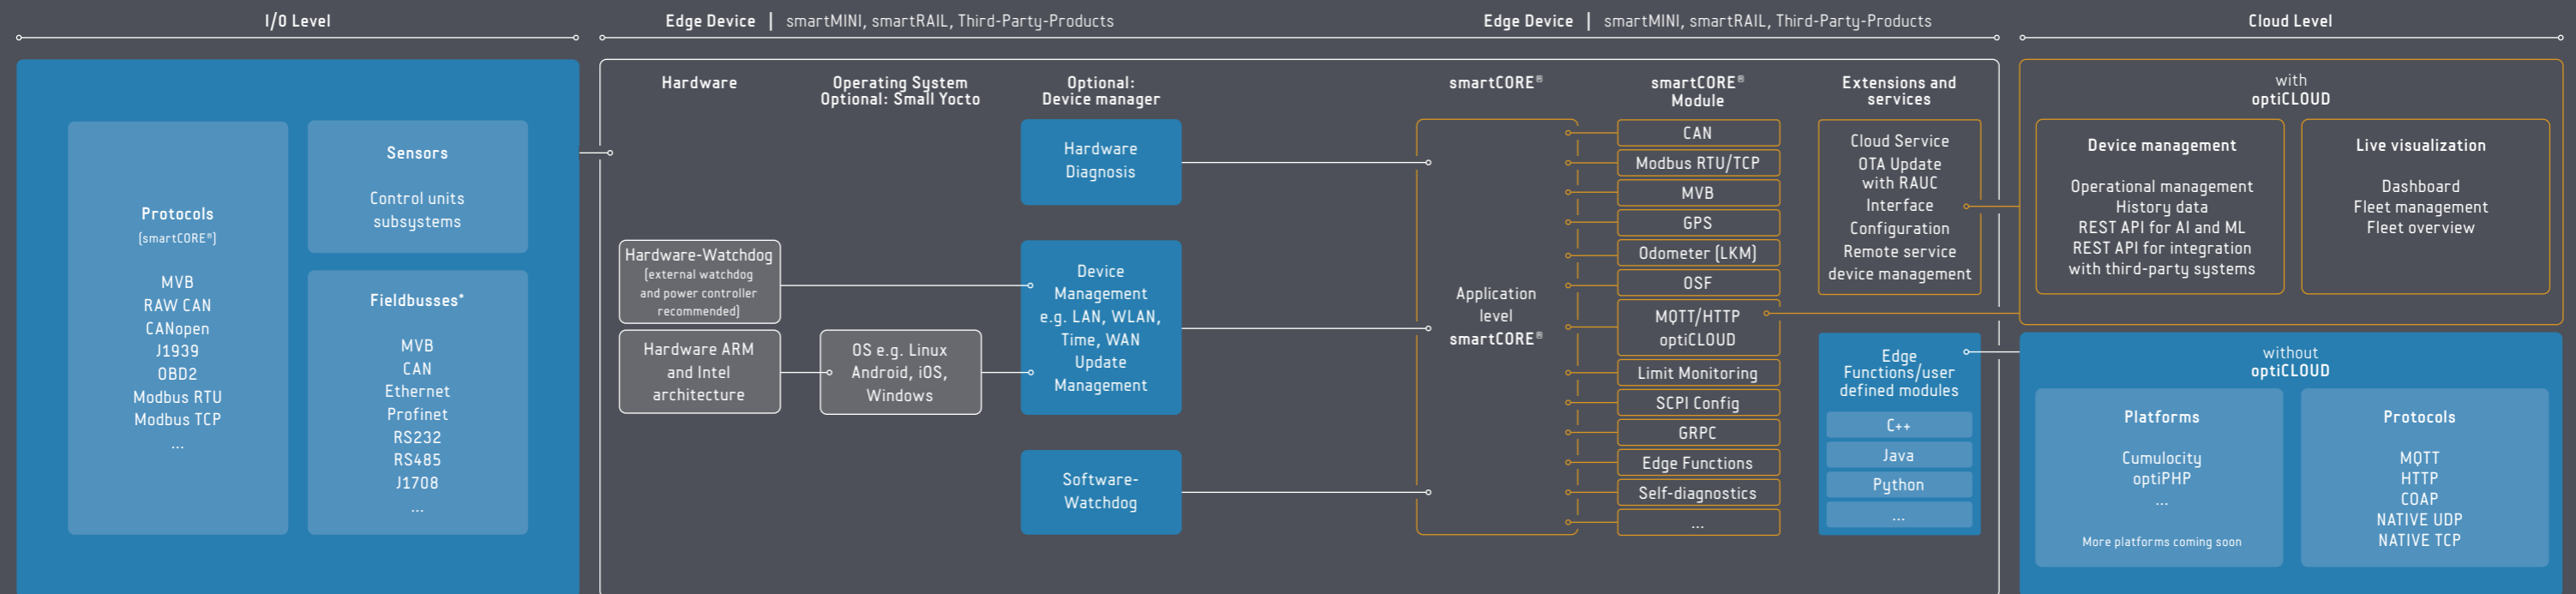 I/O Level
Edge Device | smartMINI, smartRAIL, Third-Party-Products
Edge Device | smartMINI, smartRAIL, Third-Party-Products
Cloud Level
Protocols
(smartCORE®)
MVB
RAW CAN
CANopen
J1939
OBD2
Modbus RTU
Modbus TCP
...
Sensors
Control units
subsystems
Fieldbusses*
MVB
CAN
Ethernet
Profinet
RS232
RS485
J1708
...
Hardware
Hardware-Watchdog
(external watchdog
and power controller
recommended)
Hardware ARM
and Intel
architecture
Operating System
Optional: Small Yocto
OS e.g. Linux
Android, iOS,
Windows
Optional:
Device manager
Hardware
Diagnosis
Device
Management
e.g. LAN, WLAN,
Time, WAN
Update
Management
Software-
Watchdog
smartCORE®
Application
level
smartCORE®
smartCORE®
Module
CAN
Modbus RTU/TCP
MVB
GPS
Odometer (LKM)
OSF
MQTT/HTTP
optiCLOUD
Limit Monitoring
SCPI Config
GRPC
Edge Functions
Self-diagnostics
...
Extensions and
services
Cloud Service
OTA Update
with RAUC
Interface
Configuration
Remote service
device management
Edge
Functions/user
defined modules
C++
Java
Python
...
with
optiCLOUD
Device management
Operational management
History data
REST API for AI and ML
REST API for integration
with third-party systems
Live visualization
Dashboard
Fleet management
Fleet overview
without
optiCLOUD
Platforms
Cumulocity
optiPHP
...
More platforms coming soon
Protocols
MQTT
HTTP
COAP
NATIVE UDP
NATIVE TCP